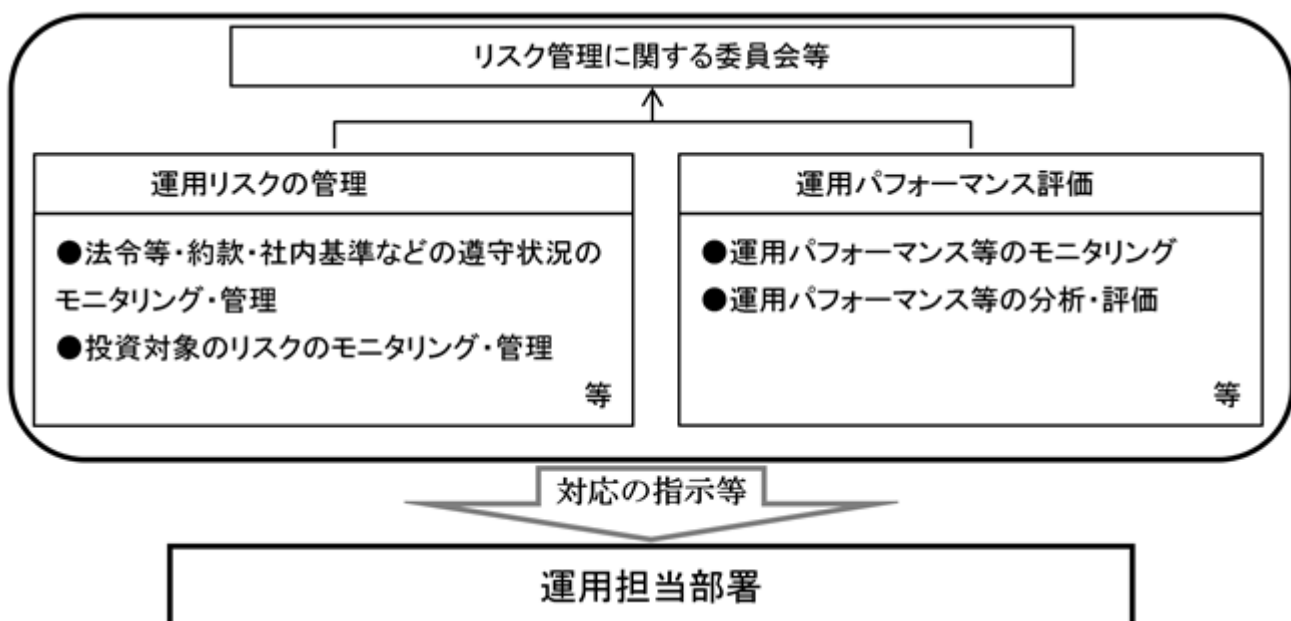 リスク管理に関する委員会等
運用リスクの管理
●法令等・約款・社内基準などの遵守状況の
モニタリング・管理
●投資対象のリスクのモニタリング・管理
等
運用パフォーマンス評価
●運用パフォーマンス等のモニタリング
●運用パフォーマンス等の分析・評価
等
対応の指示等
運用担当部署